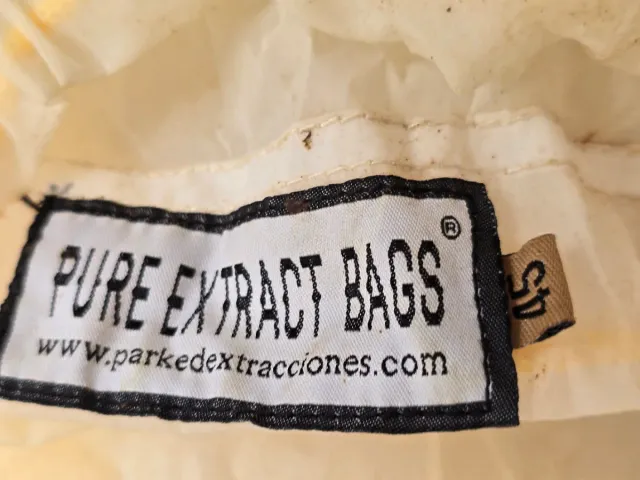 PURE EXTRACT BAGS ®
www.parkedextracciones.com
45